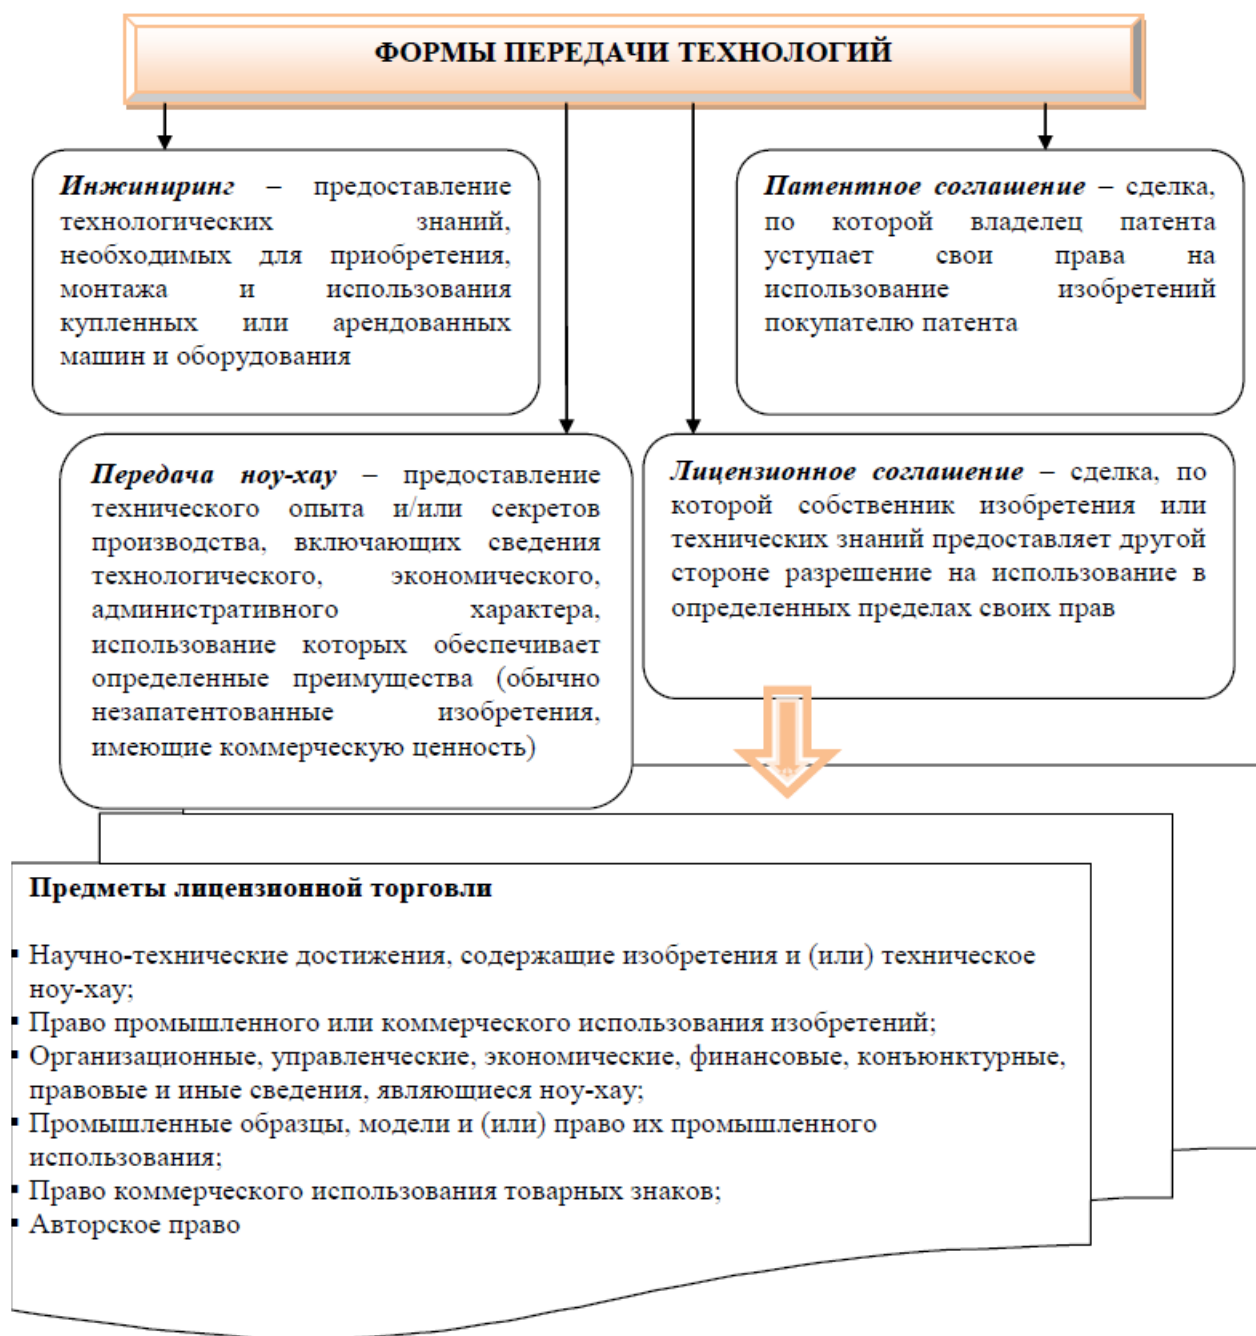 ФОРМЫ ПЕРЕДАЧИ ТЕХНОЛОГИЙ
Инжиниринг – предоставление
технологических знаний,
необходимых для приобретения,
монтажа и использования
купленных или арендованных
машин и оборудования
Патентное соглашение – сделка,
по которой владелец патента
уступает свои права на
использование изобретений
покупателю патента
Передача ноу-хау – предоставление
технического опыта и/или секретов
производства, включающих сведения
технологического, экономического,
административного характера,
использование которых обеспечивает
определенные преимущества (обычно
незапатентованные изобретения,
имеющие коммерческую ценность)
Лицензионное соглашение – сделка, по
которой собственник изобретения или
технических знаний предоставляет другой
стороне разрешение на использование в
определенных пределах своих прав
Предметы лицензионной торговли
▪ Научно-технические достижения, содержащие изобретения и (или) техническое
ноу-хау;
▪ Право промышленного или коммерческого использования изобретений;
▪ Организационные, управленческие, экономические, финансовые, конъюнктурные,
правовые и иные сведения, являющиеся ноу-хау;
▪ Промышленные образцы, модели и (или) право их промышленного
использования;
▪ Право коммерческого использования товарных знаков;
▪ Авторское право